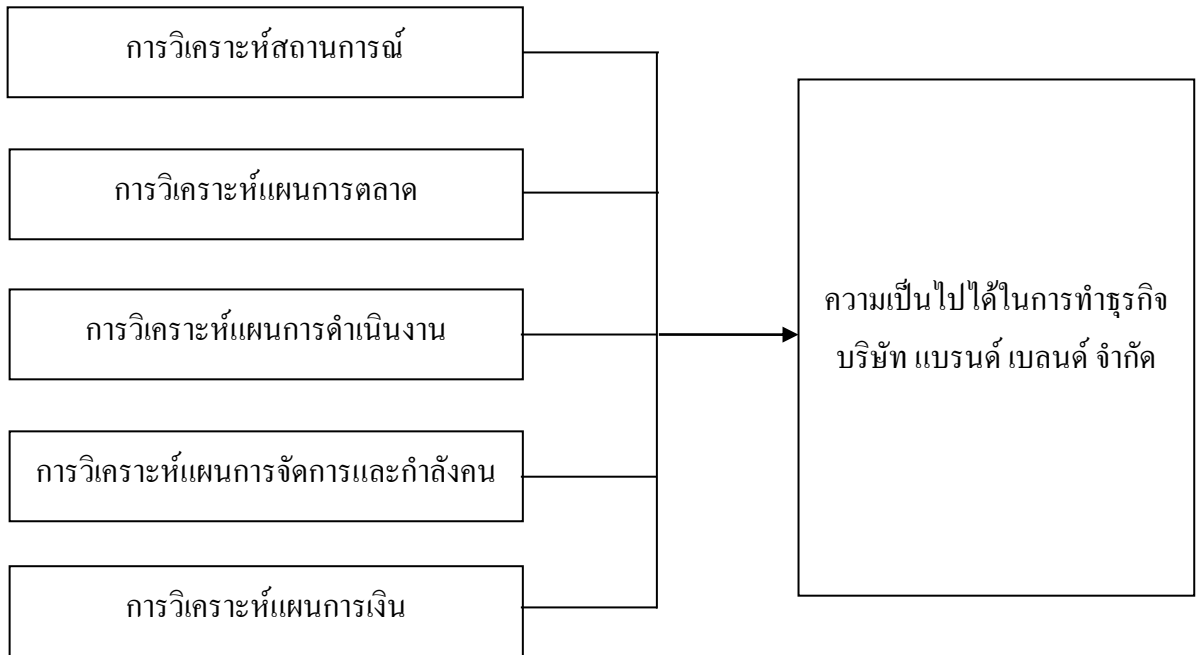 การวิเคราะห์สถานการณ์
การวิเคราะห์แผนการตลาด
การวิเคราะห์แผนการดำเนินงาน
การวิเคราะห์แผนการจัดการและกำลังคน
การวิเคราะห์แผนการเงิน
ความเป็นไปได้ในการทำธุรกิจ
บริษัท แบรนด์ เบลนด์ จำกัด